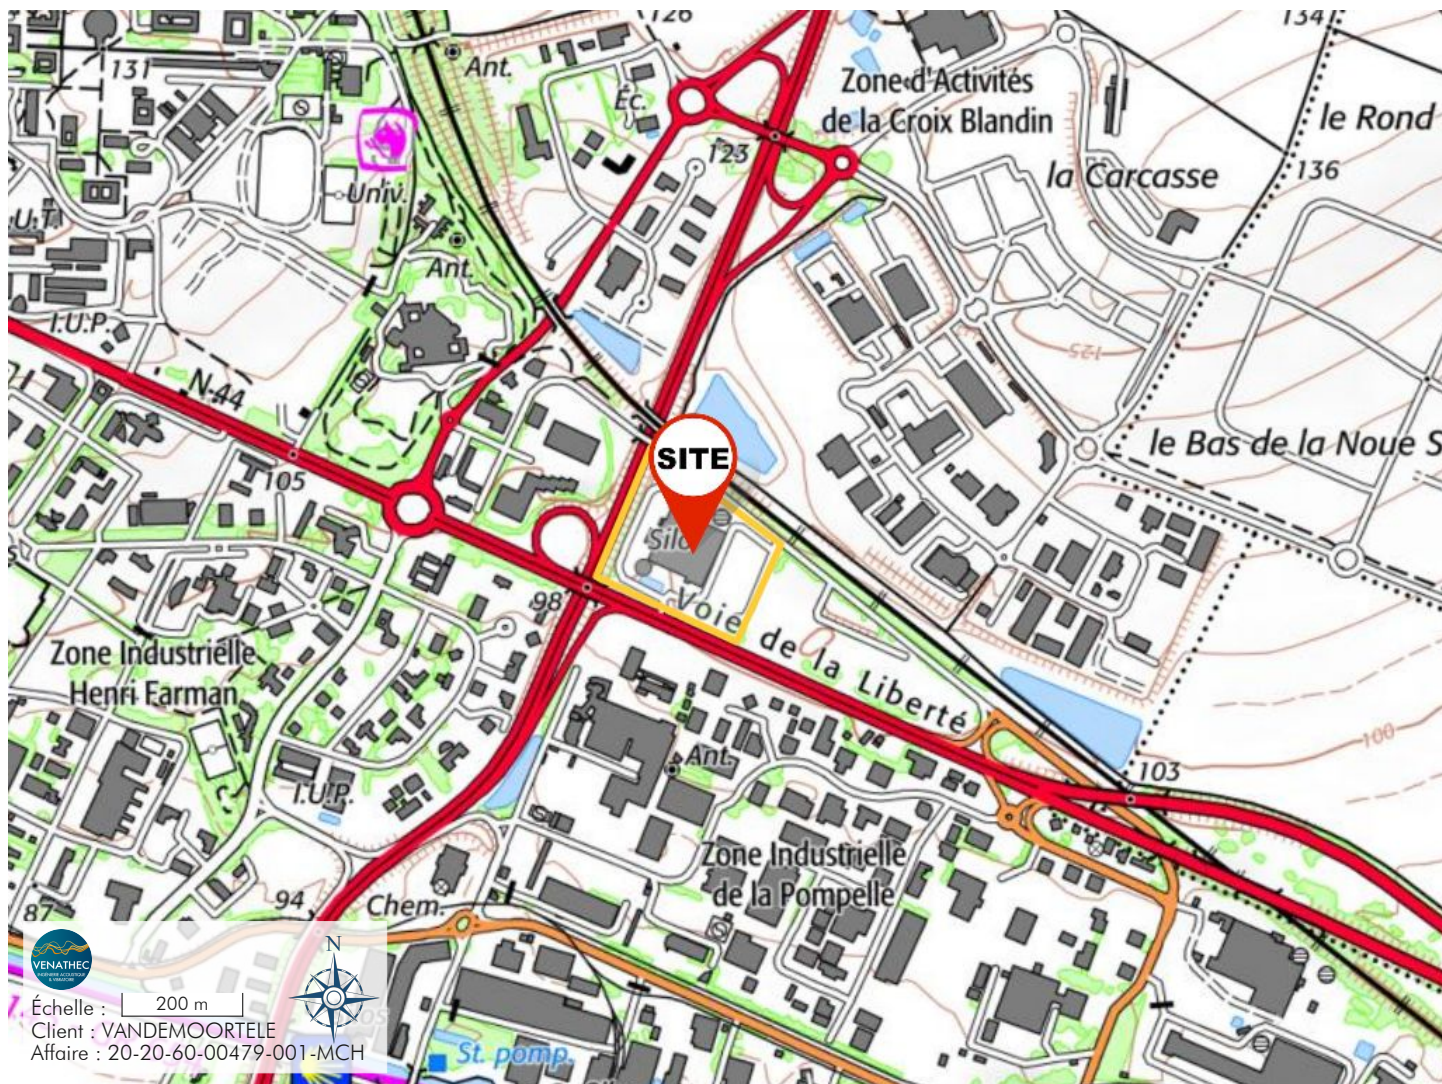 126
134
131
Ant.
Zone d'Activités
de la Croix Blandin
Éc.
le Rond
123
136
la Carcasse
Univ.
U.T.
Ant.
I.U.P.
125
N 44
le Bas de la Noue S
SITE
105
Silo
98
Voie de la Liberté
Zone Industrielle
Henri Farman
100
Ant.
103
I.U.P.
Zone Industrielle
de la Pompelle
94
Chem.
87
N
VENATHEC
INGÉNIERIE ACOUSTIQUE
& VIBRATOIRE
Échelle : 200 m
Client : VANDEMOORTELE
Affaire : 20-20-60-00479-001-MCH
St. pomp.